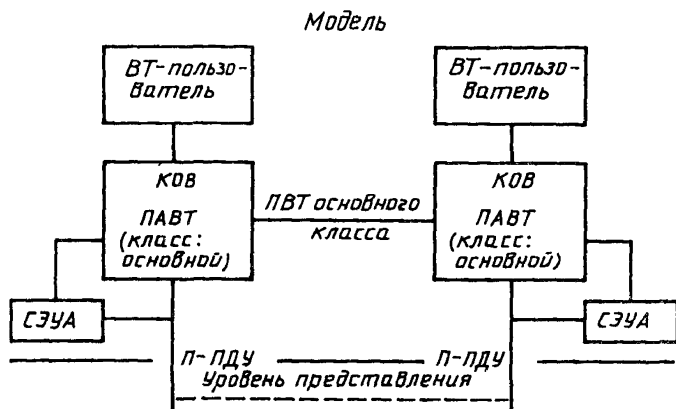 Модель
ВТ-пользо-
ватель
ВТ-пользо-
ватель
КОВ
ПАВТ
(класс:
основной)
ПВТ основного
класса
КОВ
ПАВТ
(класс:
основной)
СЭУА
СЭУА
П-ПДУ
П-ПДУ
Уровень представления